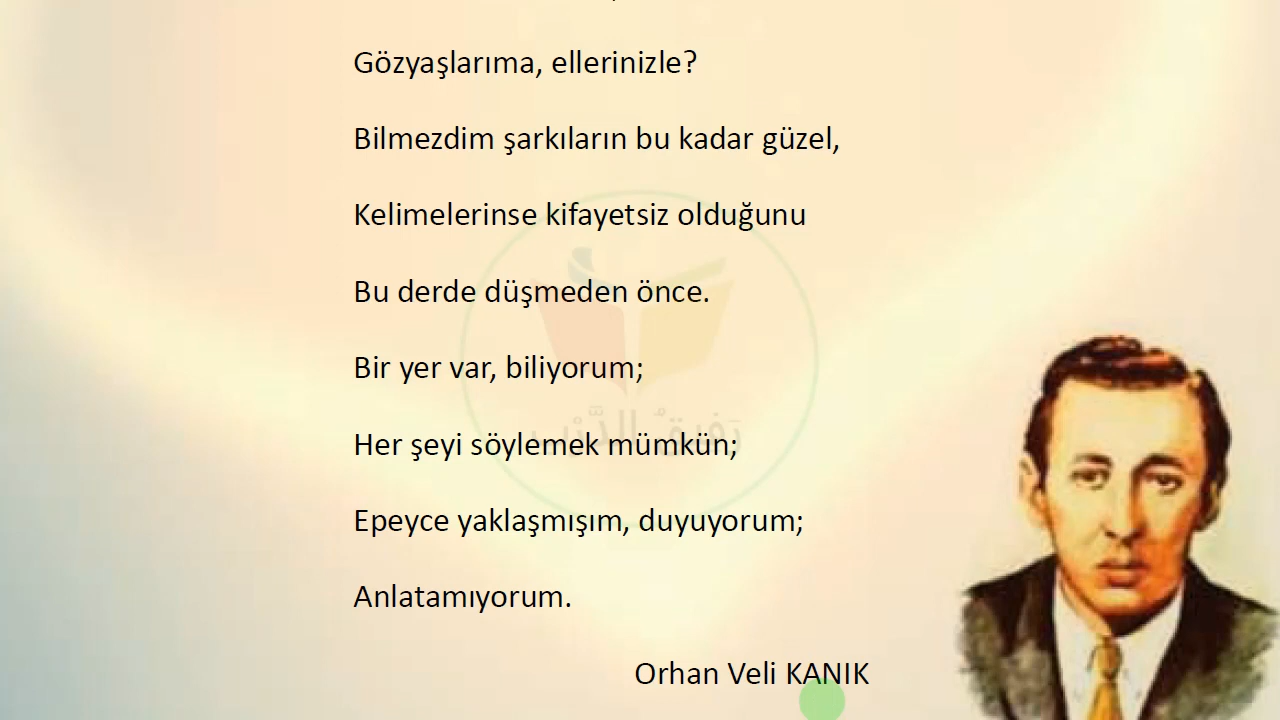 Gözyaşlarıma, ellerinizle?
Bilmezdim şarkıların bu kadar güzel,
Kelimelerinse kifayetsiz olduğunu
Bu derde düşmeden önce.
Bir yer var, biliyorum;
Her şeyi söylemek mümkün;
Epeyce yaklaşmışım, duyuyorum;
Anlatamıyorum.
Orhan Veli KANIK